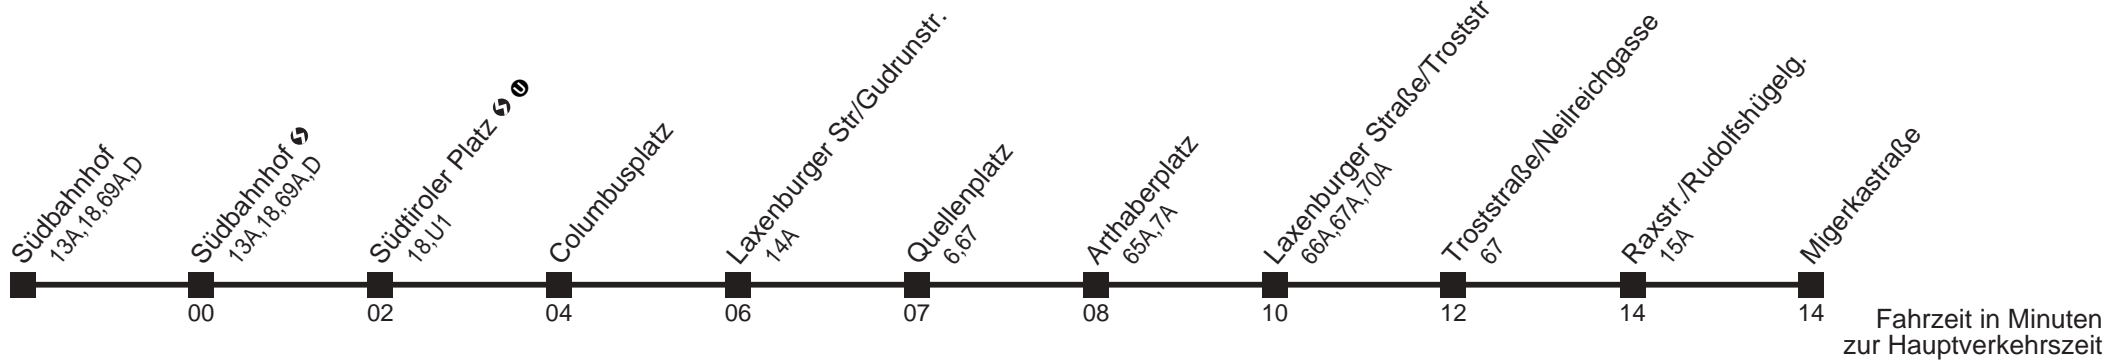 Südbahnhof
13A,18,69A,D
Südbahnhof
13A,18,69A,D
00
Südtiroler Platz U
18,U1
02
Columbusplatz
04
Laxenburger Str/Gudrunstr.
14A
06
Quellenplatz
6,67
07
Arthaberplatz
65A,7A
08
Laxenburger Straße/Troststr
66A,67A,70A
10
Troststraße/Neilreichgasse
67
12
Raxstr./Rudolfshügelg.
15A
14
Migerkastraße
14
Fahrzeit in Minuten
zur Hauptverkehrszeit